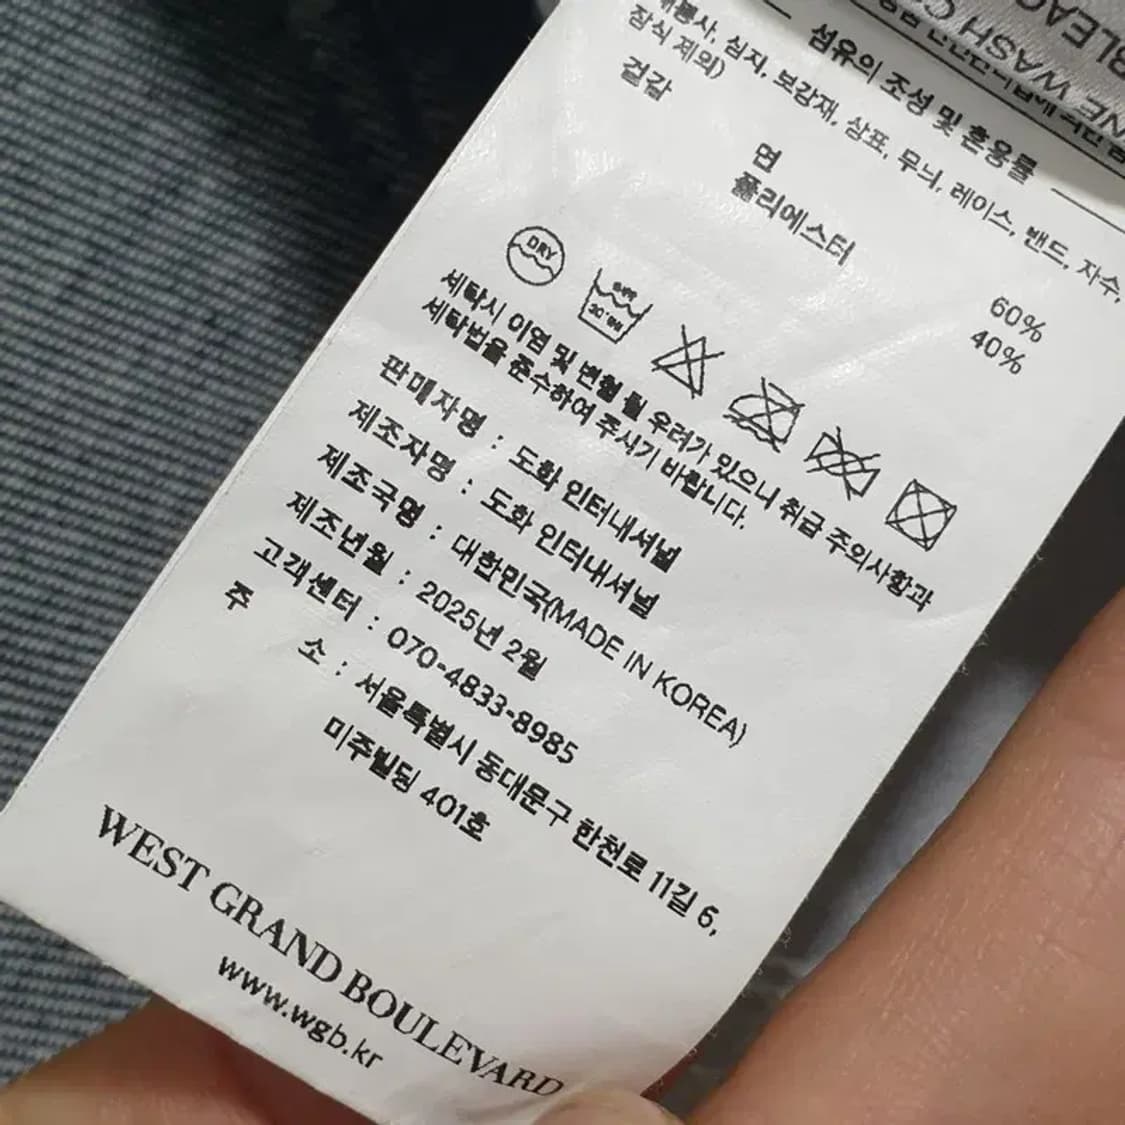 BLEAC
NE WASH C
섬유의 조성 및 혼용률
봉사, 심지, 보강재, 상표, 무늬, 레이스, 밴드, 자수,
장식 제외)
겉감
면 60%
폴리에스터 40%
DRY
30˚
세탁시 이염 및 변형 될 우려가 있으니 취급 주의사항과
세탁법을 준수하여 주시기 바랍니다.
판매자명 : 도화 인터내셔널
제조자명 : 도화 인터내셔널
제조국명 : 대한민국(MADE IN KOREA)
제조년월 : 2025년 2월
고객센터 : 070-4833-8985
주 소 : 서울특별시 동대문구 한천로 11길 6,
미주빌딩 401호
WEST GRAND BOULEVARD
www.wgb.kr